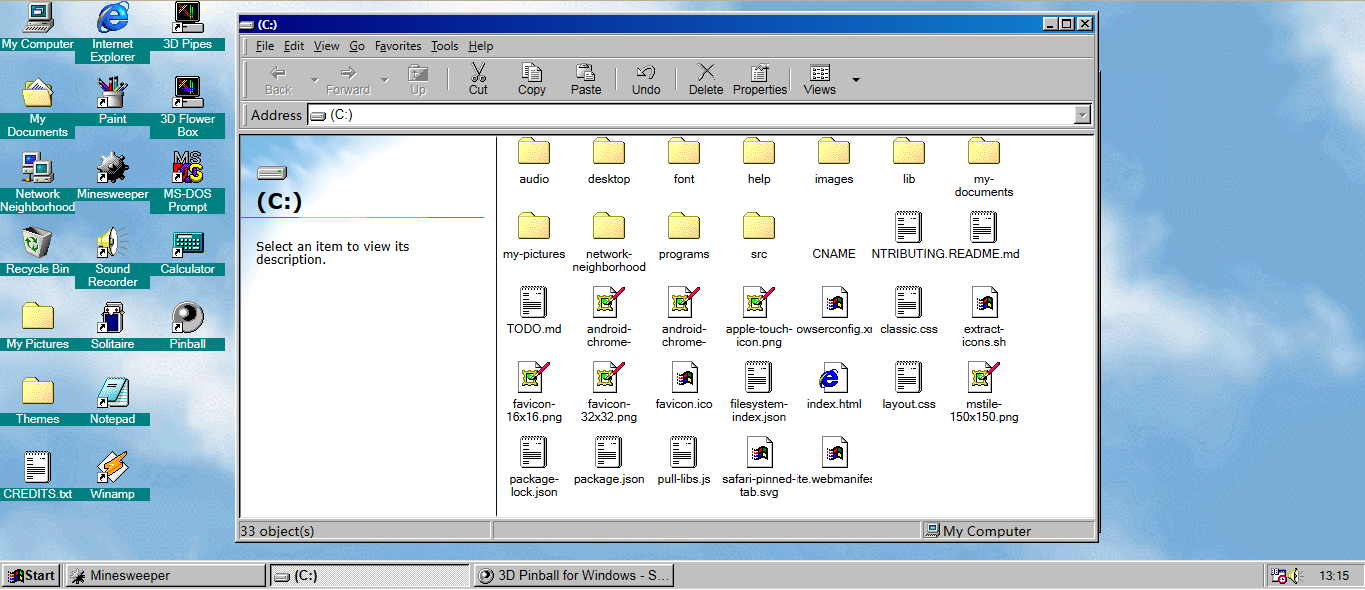 My Computer
Internet
Explorer
3D Pipes
My
Documents
Paint
3D Flower
Box
Network
Neighborhood
Minesweeper
MS-DOS
Prompt
Recycle Bin
Sound
Recorder
Calculator
My Pictures
Solitaire
Pinball
Themes
Notepad
CREDITS.txt
Winamp
(C:)
File Edit View Go Favorites Tools Help
Back Forward Up Cut Copy Paste Undo Delete Properties Views
Address (C:)
(C:)
Select an item to view its
description.
audio
desktop
font
help
images
lib
my-
documents
my-pictures
network-
neighborhood
programs
src
CNAME
NTRIBUTING.
README.md
TODO.md
android-
chrome-
android-
chrome-
apple-touch-
icon.png
owserconfig.xm
classic.css
extract-
icons.sh
favicon-
16x16.png
favicon-
32x32.png
favicon.ico
filesystem-
index.json
index.html
layout.css
mstile-
150x150.png
package-
lock.json
package.json
pull-libs.js
safari-pinned-
tab.svg
ite.webmanifes
33 object(s)
My Computer
Start
Minesweeper
(C:)
3D Pinball for Windows - S...
13:15